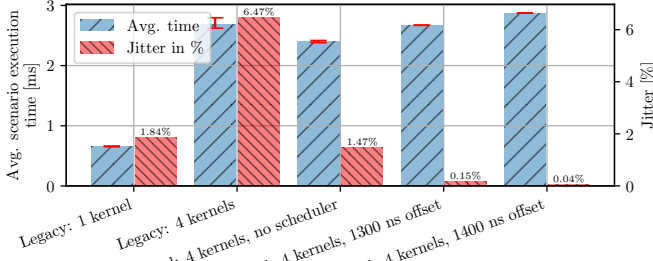 Avg. scenario execution
time [ms]
3
2
1
0
Avg. time
Jitter in %
1.84%
6.47%
1.47%
0.15%
0.04%
6
4
2
0
Jitter [%]
Legacy: 1 kernel
Legacy: 4 kernels
4 kernels, no scheduler
4 kernels, 1300 ns offset
4 kernels, 1400 ns offset